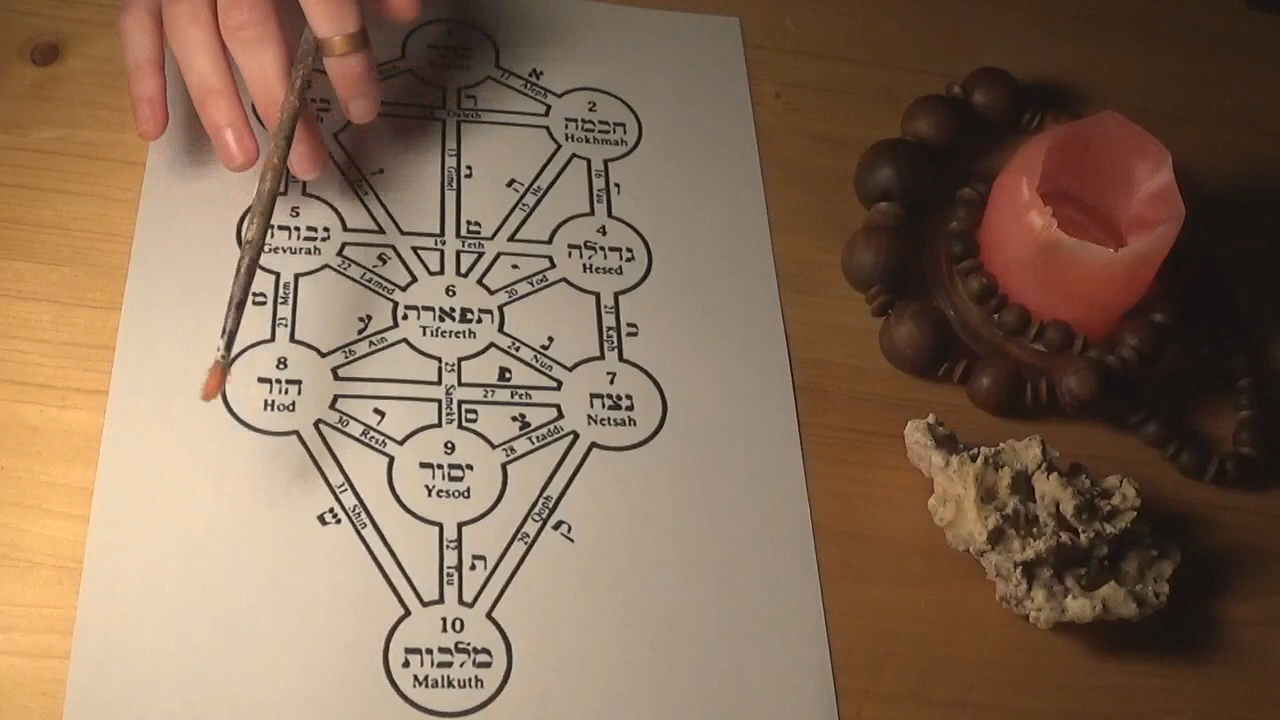 כתר
11 Aleph
א
2
חכמה
Hokhmah
ד
Daleth
13 Gimel
ג
15 He
ה
16 Vau
ו
5
גבורה
Gevurah
4
גדולה
Hesed
19 Teth
ט
22 Lamed
ל
20 Yod
י
6
תפארת
Tifereth
23 Mem
מ
21 Kaph
כ
26 Ain
ע
24 Nun
נ
8
הוד
Hod
7
נצח
Netsah
25 Samekh
ס
27 Peh
פ
30 Resh
ר
28 Tzaddi
צ
9
יסוד
Yesod
31 Shin
ש
29 Qoph
ק
32 Tau
ת
10
מלכות
Malkuth